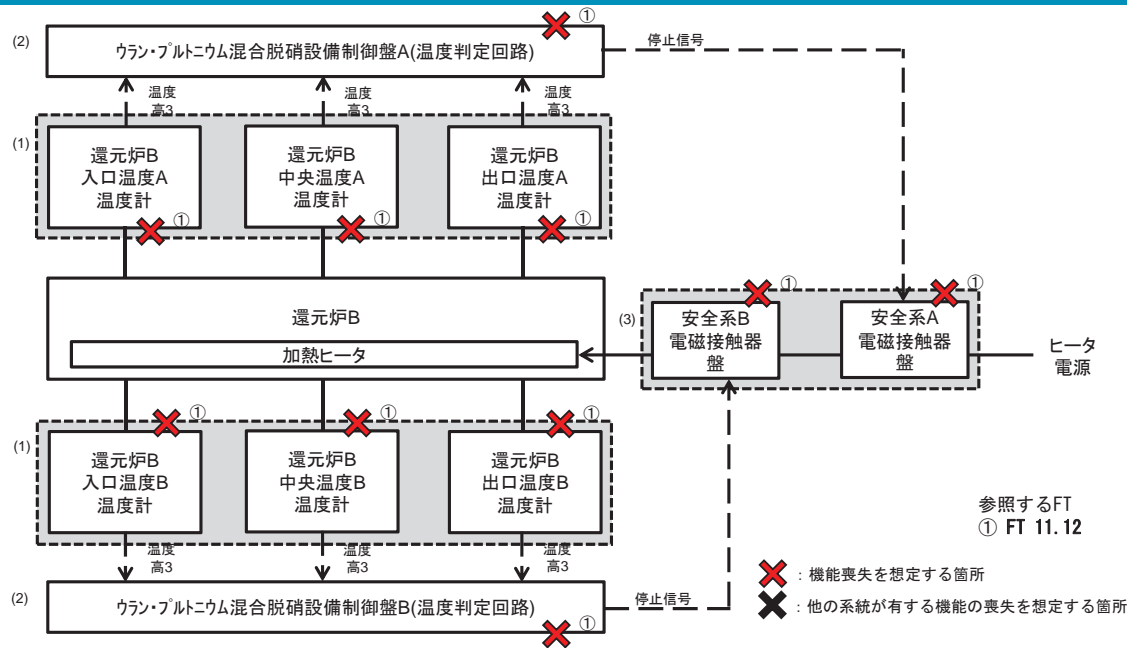 (2)
ウラン・プルトニウム混合脱硝設備制御盤A(温度判定回路)
①
停止信号
温度
高3
温度
高3
温度
高3
(1)
還元炉B
入口温度A
温度計
①
還元炉B
中央温度A
温度計
①
還元炉B
出口温度A
温度計
①
還元炉B
加熱ヒータ
(3)
安全系B
電磁接触器
盤
①
安全系A
電磁接触器
盤
①
ヒータ
電源
(1)
還元炉B
入口温度B
温度計
①
還元炉B
中央温度B
温度計
①
還元炉B
出口温度B
温度計
①
温度
高3
温度
高3
温度
高3
(2)
ウラン・プルトニウム混合脱硝設備制御盤B(温度判定回路)
①
停止信号
参照するFT
① FT 11.12
：機能喪失を想定する箇所
：他の系統が有する機能の喪失を想定する箇所